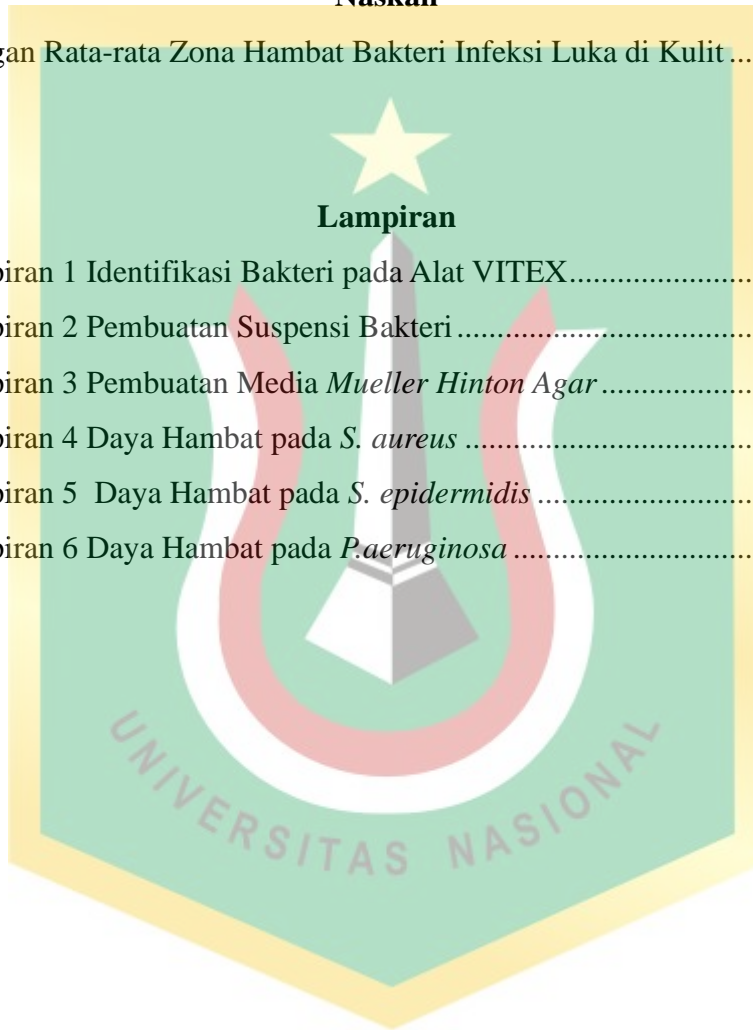 Naskah
gan Rata-rata Zona Hambat Bakteri Infeksi Luka di Kulit ...
Lampiran
piran 1 Identifikasi Bakteri pada Alat VITEX.......................
piran 2 Pembuatan Suspensi Bakteri.....................................
piran 3 Pembuatan Media Mueller Hinton Agar...................
piran 4 Daya Hambat pada S. aureus ....................................
piran 5 Daya Hambat pada S. epidermidis ...........................
piran 6 Daya Hambat pada P.aeruginosa ..............................
UNIVERSITAS NASIONAL